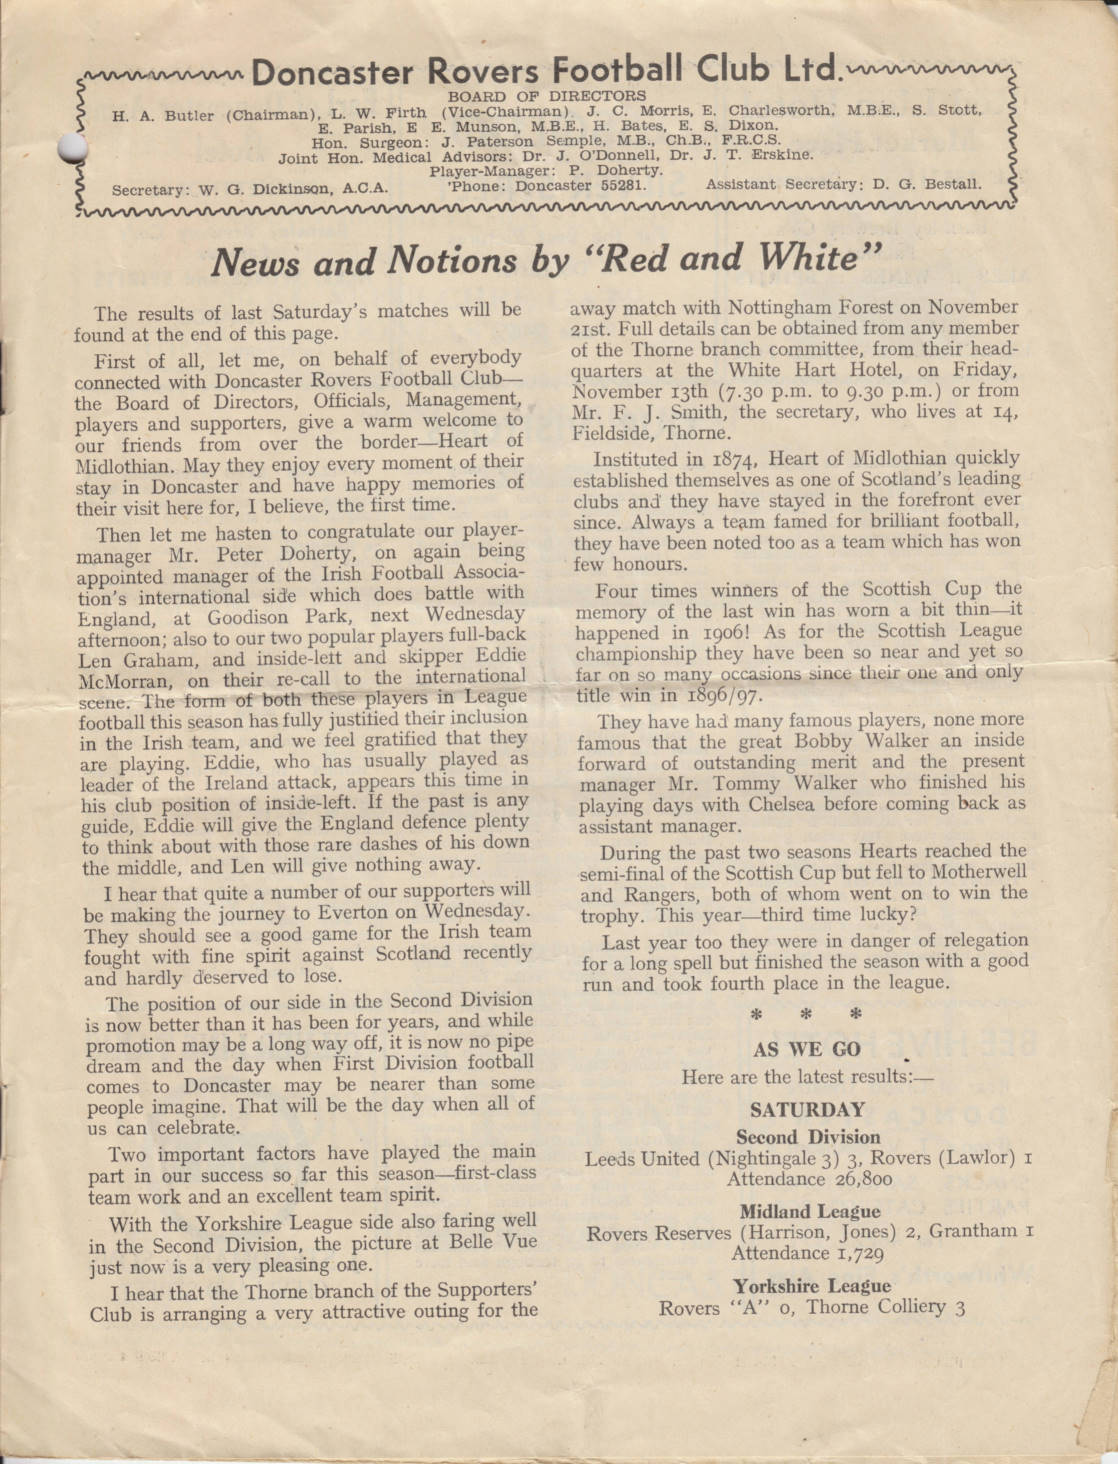 Doncaster Rovers Football Club Ltd.
BOARD OF DIRECTORS
H. A. Butler (Chairman), L. W. Firth (Vice-Chairman) J. C. Morris, E. Charlesworth, M.B.E., S. Stott,
E. Parish, E E. Munson, M.B.E., H. Bates, E. S. Dixon.
Hon. Surgeon: J. Paterson Semple, M.B., Ch.B., F.R.C.S.
Joint Hon. Medical Advisors: Dr. J. O'Donnell, Dr. J. T. Erskine.
Player-Manager: P. Doherty.
Secretary: W. G. Dickinson, A.C.A. 'Phone: Doncaster 55281. Assistant Secretary: D. G. Bestall.
News and Notions by "Red and White"
The results of last Saturday's matches will be
found at the end of this page.
First of all, let me, on behalf of everybody
connected with Doncaster Rovers Football Club—
the Board of Directors, Officials, Management,
players and supporters, give a warm welcome to
our friends from over the border—Heart of
Midlothian. May they enjoy every moment of their
stay in Doncaster and have happy memories of
their visit here for, I believe, the first time.
Then let me hasten to congratulate our player-
manager Mr. Peter Doherty, on again being
appointed manager of the Irish Football Associa-
tion's international side which does battle with
England, at Goodison Park, next Wednesday
afternoon; also to our two popular players full-back
Len Graham, and inside-left and skipper Eddie
McMorran, on their re-call to the international
scene. The form of both these players in League
football this season has fully justified their inclusion
in the Irish team, and we feel gratified that they
are playing. Eddie, who has usually played as
leader of the Ireland attack, appears this time in
his club position of inside-left. If the past is any
guide, Eddie will give the England defence plenty
to think about with those rare dashes of his down
the middle, and Len will give nothing away.
I hear that quite a number of our supporters will
be making the journey to Everton on Wednesday.
They should see a good game for the Irish team
fought with fine spirit against Scotland recently
and hardly deserved to lose.
The position of our side in the Second Division
is now better than it has been for years, and while
promotion may be a long way off, it is now no pipe
dream and the day when First Division football
comes to Doncaster may be nearer than some
people imagine. That will be the day when all of
us can celebrate.
Two important factors have played the main
part in our success so far this season—first-class
team work and an excellent team spirit.
With the Yorkshire League side also faring well
in the Second Division, the picture at Belle Vue
just now is a very pleasing one.
I hear that the Thorne branch of the Supporters'
Club is arranging a very attractive outing for the
away match with Nottingham Forest on November
21st. Full details can be obtained from any member
of the Thorne branch committee, from their head-
quarters at the White Hart Hotel, on Friday,
November 13th (7.30 p.m. to 9.30 p.m.) or from
Mr. F. J. Smith, the secretary, who lives at 14,
Fieldside, Thorne.
Instituted in 1874, Heart of Midlothian quickly
established themselves as one of Scotland's leading
clubs and they have stayed in the forefront ever
since. Always a team famed for brilliant football,
they have been noted too as a team which has won
few honours.
Four times winners of the Scottish Cup the
memory of the last win has worn a bit thin—it
happened in 1906! As for the Scottish League
championship they have been so near and yet so
far on so many occasions since their one and only
title win in 1896/97.
They have had many famous players, none more
famous that the great Bobby Walker an inside
forward of outstanding merit and the present
manager Mr. Tommy Walker who finished his
playing days with Chelsea before coming back as
assistant manager.
During the past two seasons Hearts reached the
semi-final of the Scottish Cup but fell to Motherwell
and Rangers, both of whom went on to win the
trophy. This year—third time lucky?
Last year too they were in danger of relegation
for a long spell but finished the season with a good
run and took fourth place in the league.
* * *
AS WE GO
Here are the latest results:—
SATURDAY
Second Division
Leeds United (Nightingale 3) 3, Rovers (Lawlor) 1
Attendance 26,800
Midland League
Rovers Reserves (Harrison, Jones) 2, Grantham 1
Attendance 1,729
Yorkshire League
Rovers "A" 0, Thorne Colliery 3